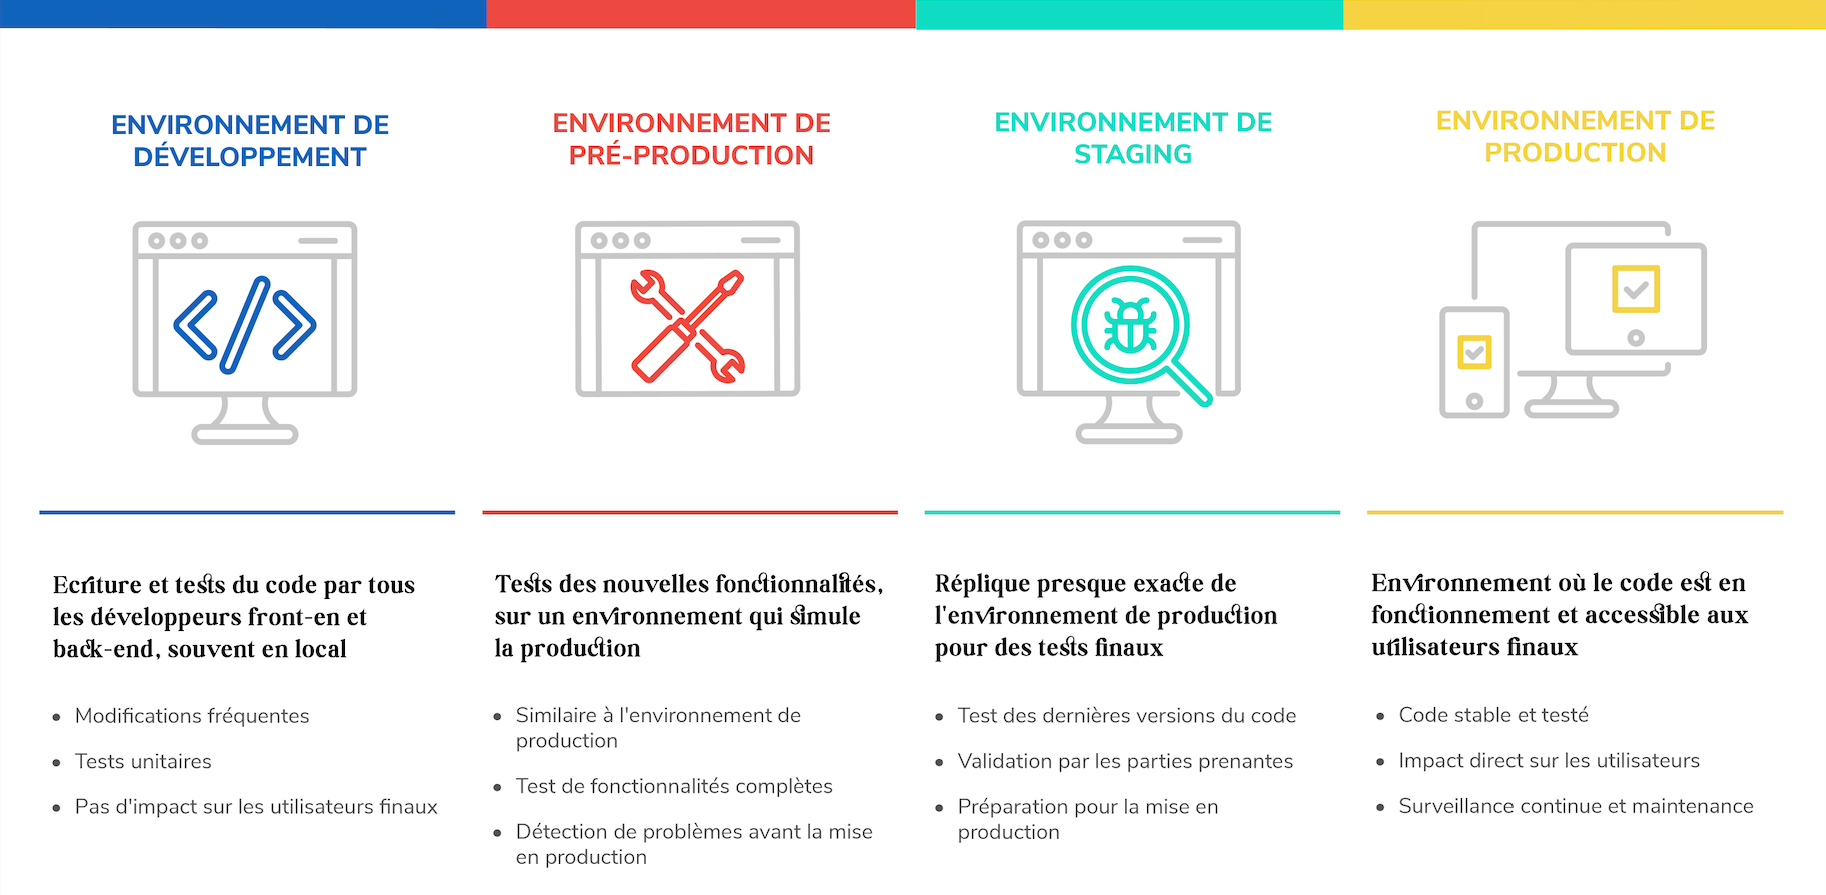 ENVIRONNEMENT DE
DÉVELOPPEMENT
Ecriture et tests du code par tous
les développeurs front-en et
back-end, souvent en local
• Modifications fréquentes
• Tests unitaires
• Pas d'impact sur les utilisateurs finaux
ENVIRONNEMENT DE
PRÉ-PRODUCTION
Tests des nouvelles fonctionnalités,
sur un environnement qui simule
la production
• Similaire à l'environnement de
production
• Test de fonctionnalités complètes
• Détection de problèmes avant la mise
en production
ENVIRONNEMENT DE
STAGING
Réplique presque exacte de
l'environnement de production
pour des tests finaux
• Test des dernières versions du code
• Validation par les parties prenantes
• Préparation pour la mise en
production
ENVIRONNEMENT DE
PRODUCTION
Environnement où le code est en
fonctionnement et accessible aux
utilisateurs finaux
• Code stable et testé
• Impact direct sur les utilisateurs
• Surveillance continue et maintenance